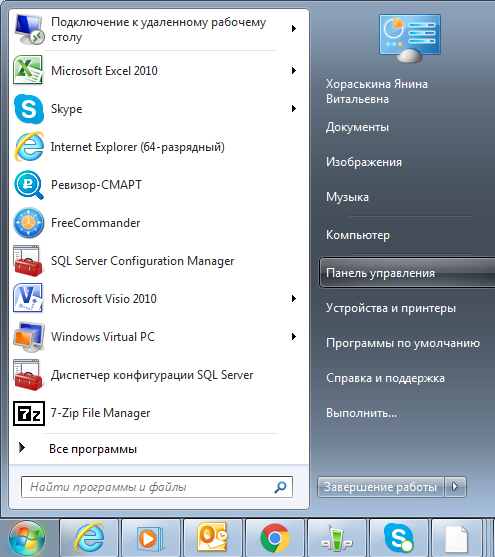 Подключение к удаленному рабочему
столу
Microsoft Excel 2010
Skype
Internet Explorer (64-разрядный)
Ревизор-СМАРТ
FreeCommander
SQL Server Configuration Manager
Microsoft Visio 2010
Windows Virtual PC
Диспетчер конфигурации SQL Server
7z
7-Zip File Manager
Все программы
Найти программы и файлы
Хораськина Янина
Витальевна
Документы
Изображения
Музыка
Компьютер
Панель управления
Устройства и принтеры
Программы по умолчанию
Справка и поддержка
Выполнить...
Завершение работы